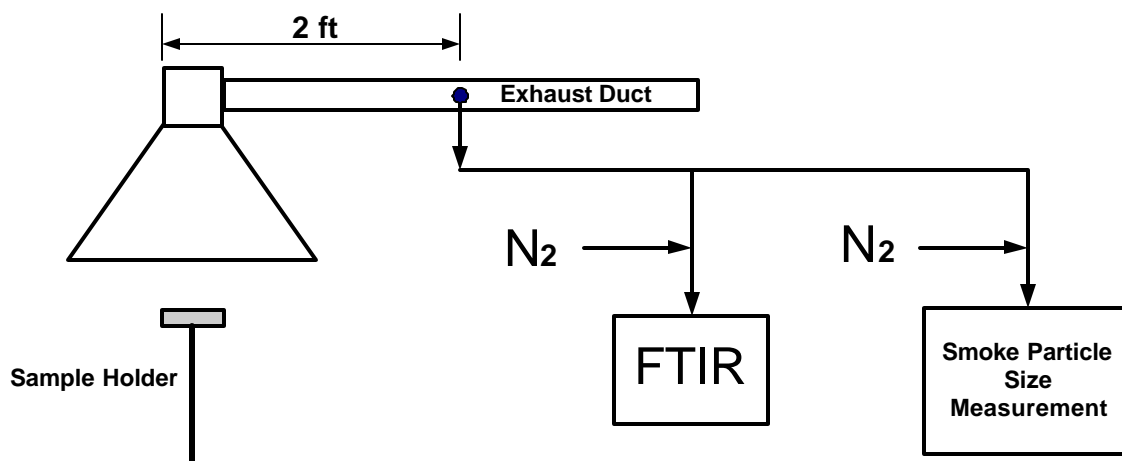 2 ft
Exhaust Duct
N2
N2
FTIR
Smoke Particle
Size
Measurement
Sample Holder